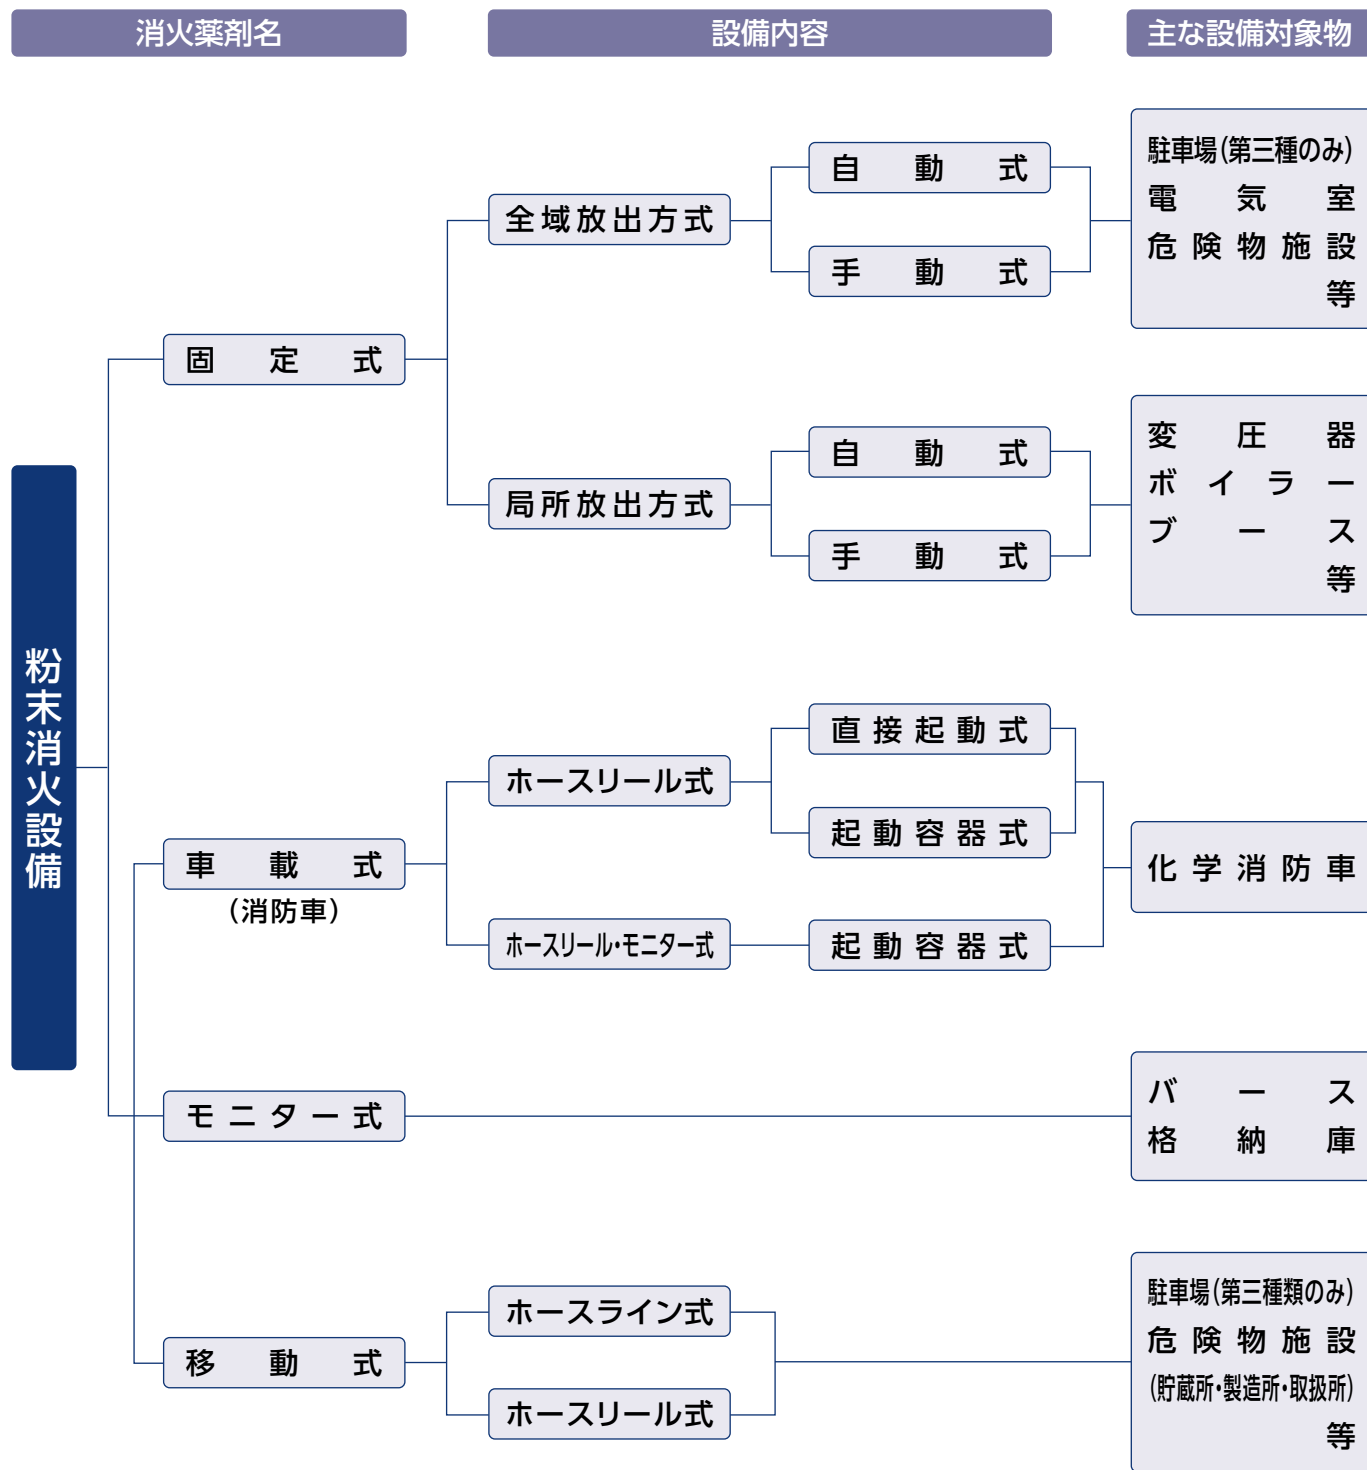 消火薬剤名
設備内容
主な設備対象物
粉末消火設備
固定式
全域放出方式
自動式
手動式
駐車場(第三種のみ)
電気室
危険物施設
等
局所放出方式
自動式
手動式
変圧器
ボイラー
ブース
等
車載式
(消防車)
ホースリール式
直接起動式
起動容器式
ホースリール・モニター式
起動容器式
化学消防車
モニター式
バース
格納庫
移動式
ホースライン式
ホースリール式
駐車場(第三種類のみ)
危険物施設
(貯蔵所・製造所・取扱所)
等